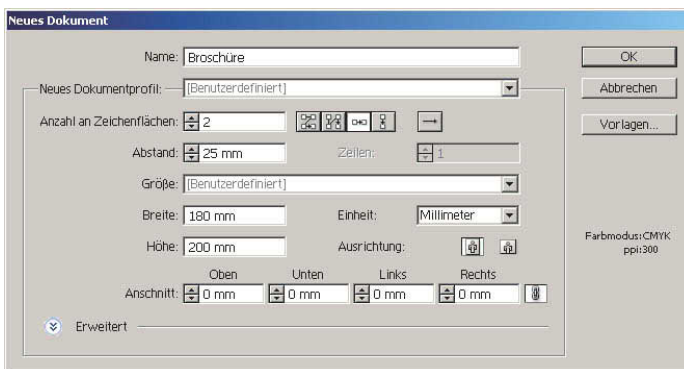 Neues Dokument
Name: Broschüre
OK
Neues Dokumentprofil: [Benutzerdefiniert]
Abbrechen
Anzahl an Zeichenflächen: 2
Vorlagen...
Abstand: 25 mm Zeilen: 1
Größe: [Benutzerdefiniert]
Breite: 180 mm Einheit: Millimeter
Höhe: 200 mm Ausrichtung:
Farbmodus:CMYK
ppi:300
Oben Unten Links Rechts
Anschnitt: 0 mm 0 mm 0 mm 0 mm
Erweitert